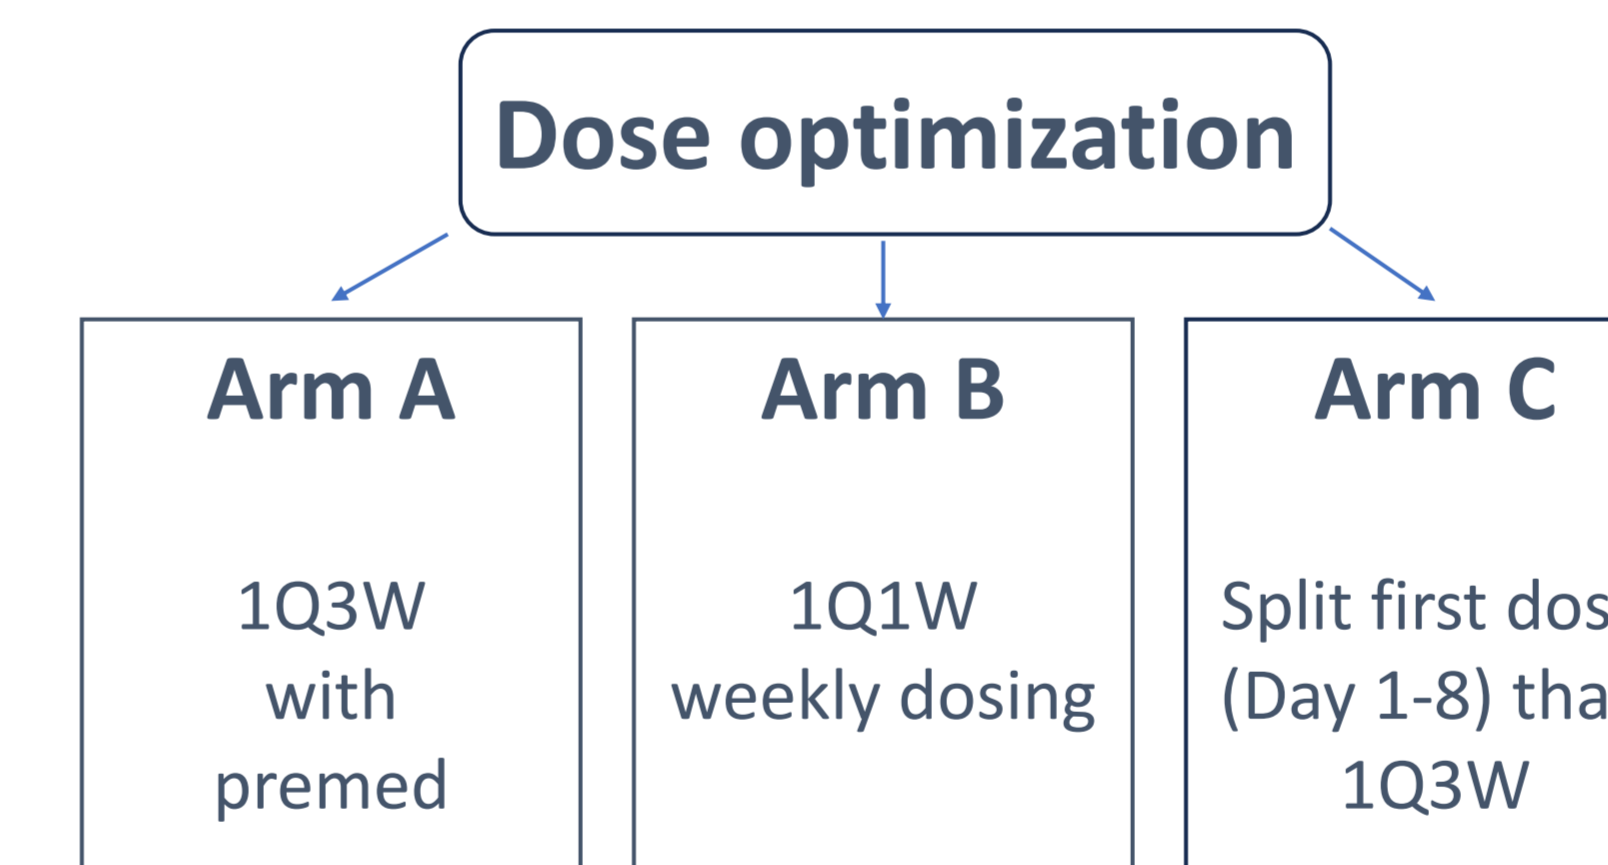 Dose optimization
Arm A
1Q3W
with
premed
Arm B
1Q1W
weekly dosing
Arm C
Split first dos
(Day 1-8) tha
1Q3W